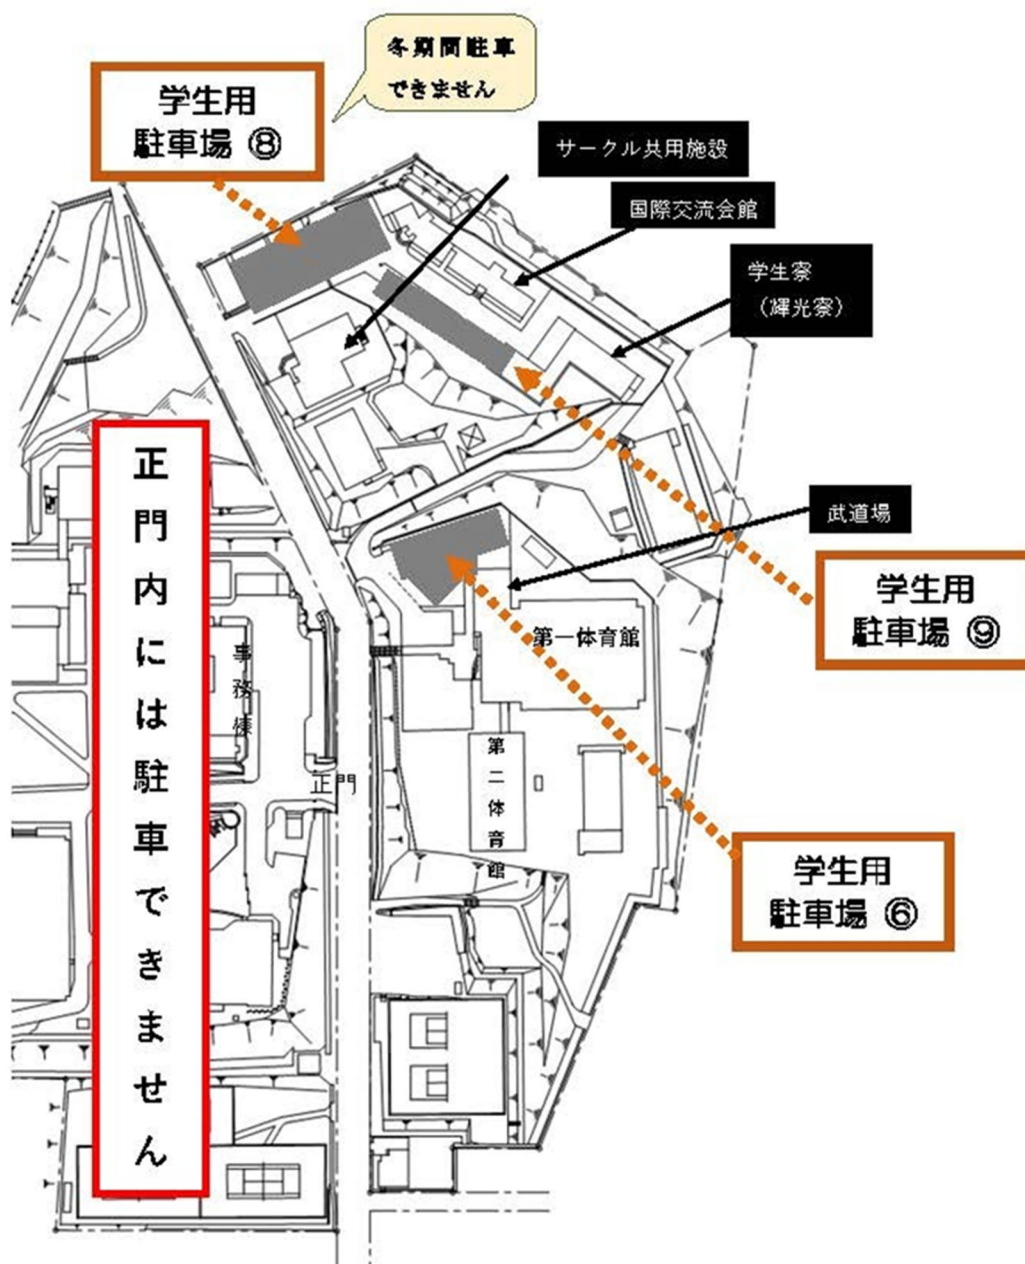 冬期間駐車
できません
学生用
駐車場 ⑧
サークル共用施設
国際交流会館
学生寮
（輝光寮）
武道場
学生用
駐車場 ⑨
第一体育館
正門内には駐車できません
事務棟
正門
第二体育館
学生用
駐車場 ⑥